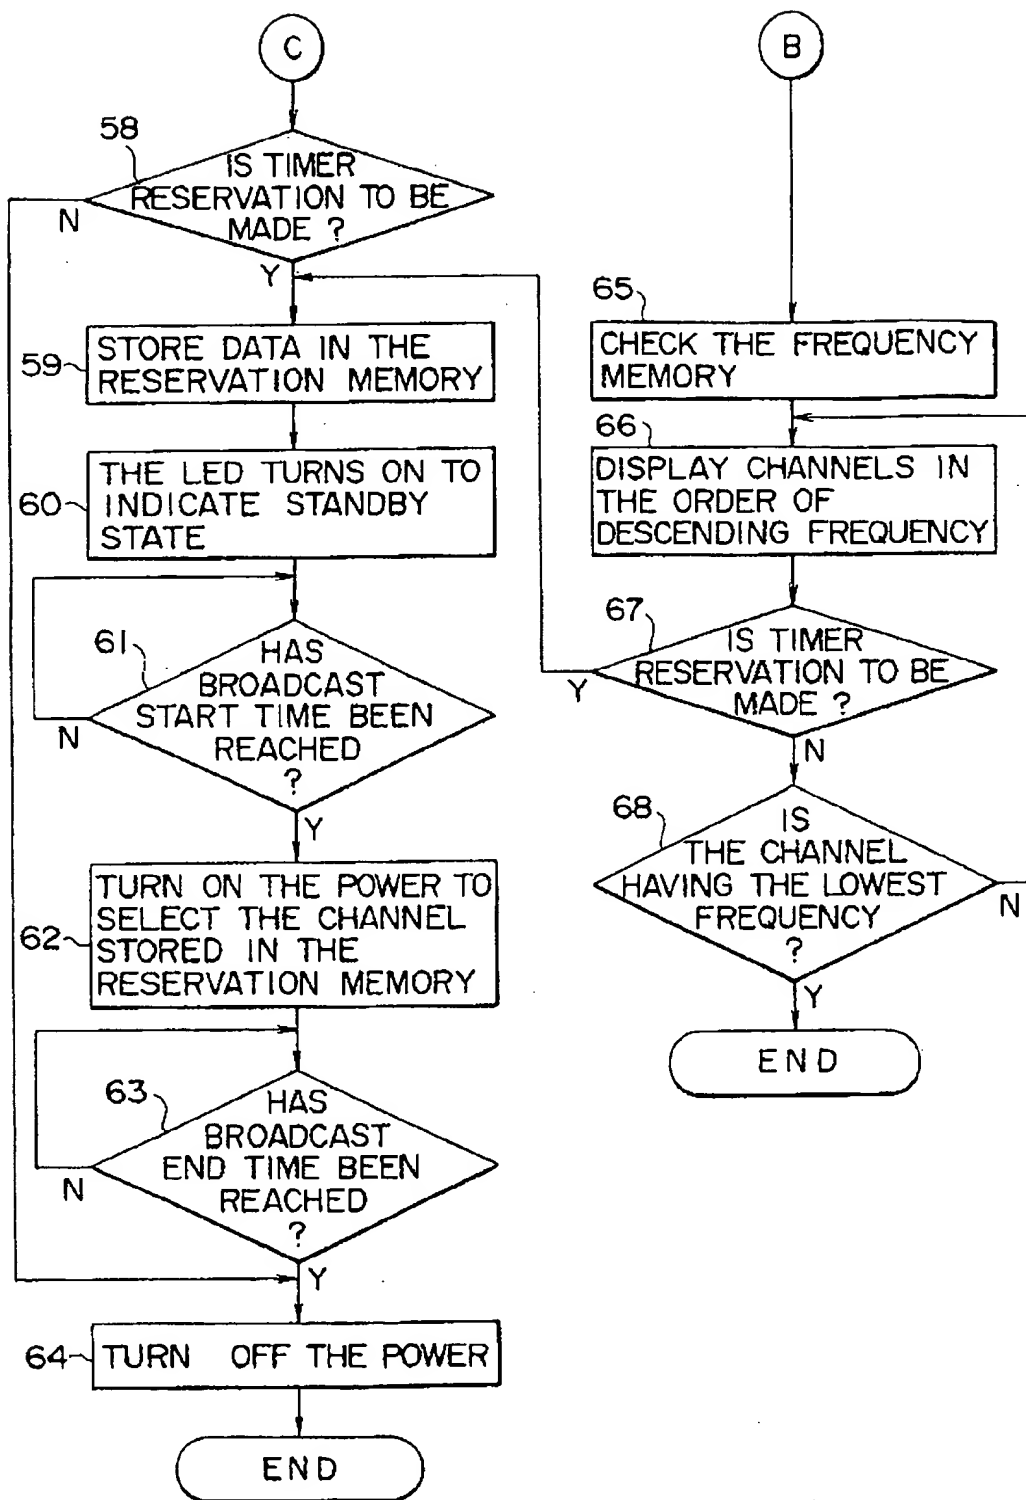 C
58
IS TIMER
RESERVATION TO BE
MADE ?
N
Y
59
STORE DATA IN THE
RESERVATION MEMORY
60
THE LED TURNS ON TO
INDICATE STANDBY
STATE
61
HAS
BROADCAST
START TIME BEEN
REACHED
?
N
Y
62
TURN ON THE POWER TO
SELECT THE CHANNEL
STORED IN THE
RESERVATION MEMORY
63
HAS
BROADCAST
END TIME BEEN
REACHED
?
N
Y
64
TURN OFF THE POWER
END
B
65
CHECK THE FREQUENCY
MEMORY
66
DISPLAY CHANNELS IN
THE ORDER OF
DESCENDING FREQUENCY
67
IS TIMER
RESERVATION TO BE
MADE ?
Y
N
68
IS
THE CHANNEL
HAVING THE LOWEST
FREQUENCY
?
N
Y
END